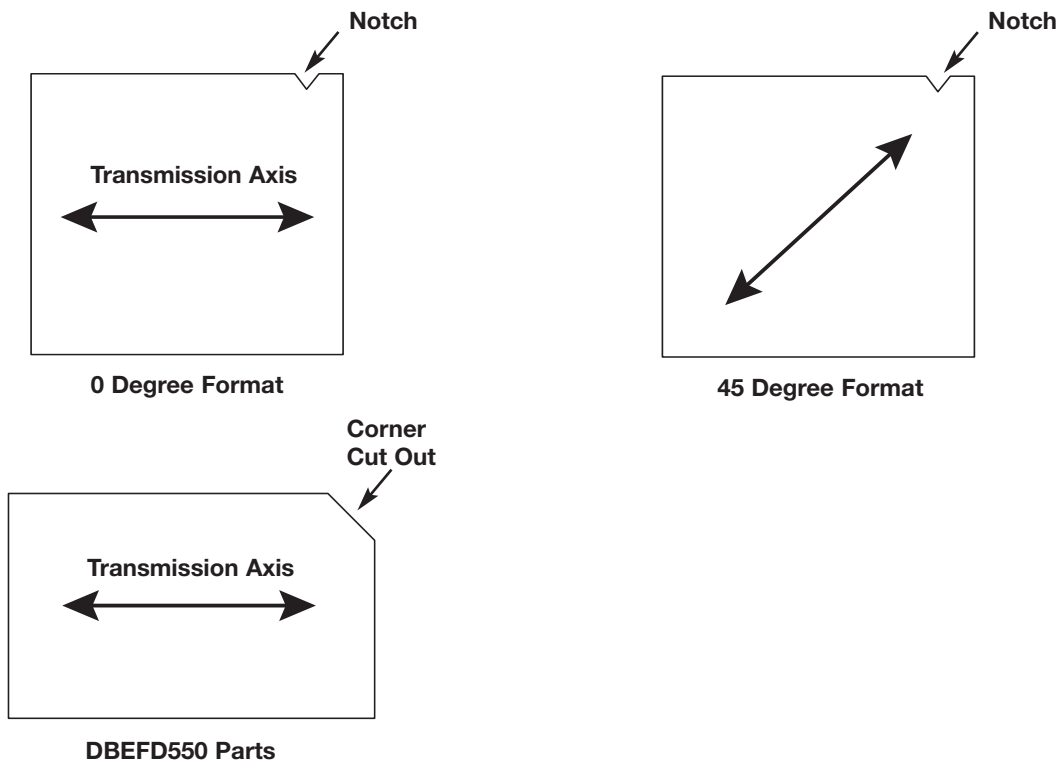 Notch
Transmission Axis
0 Degree Format
Notch
45 Degree Format
Corner
Cut Out
Transmission Axis
DBEFD550 Parts